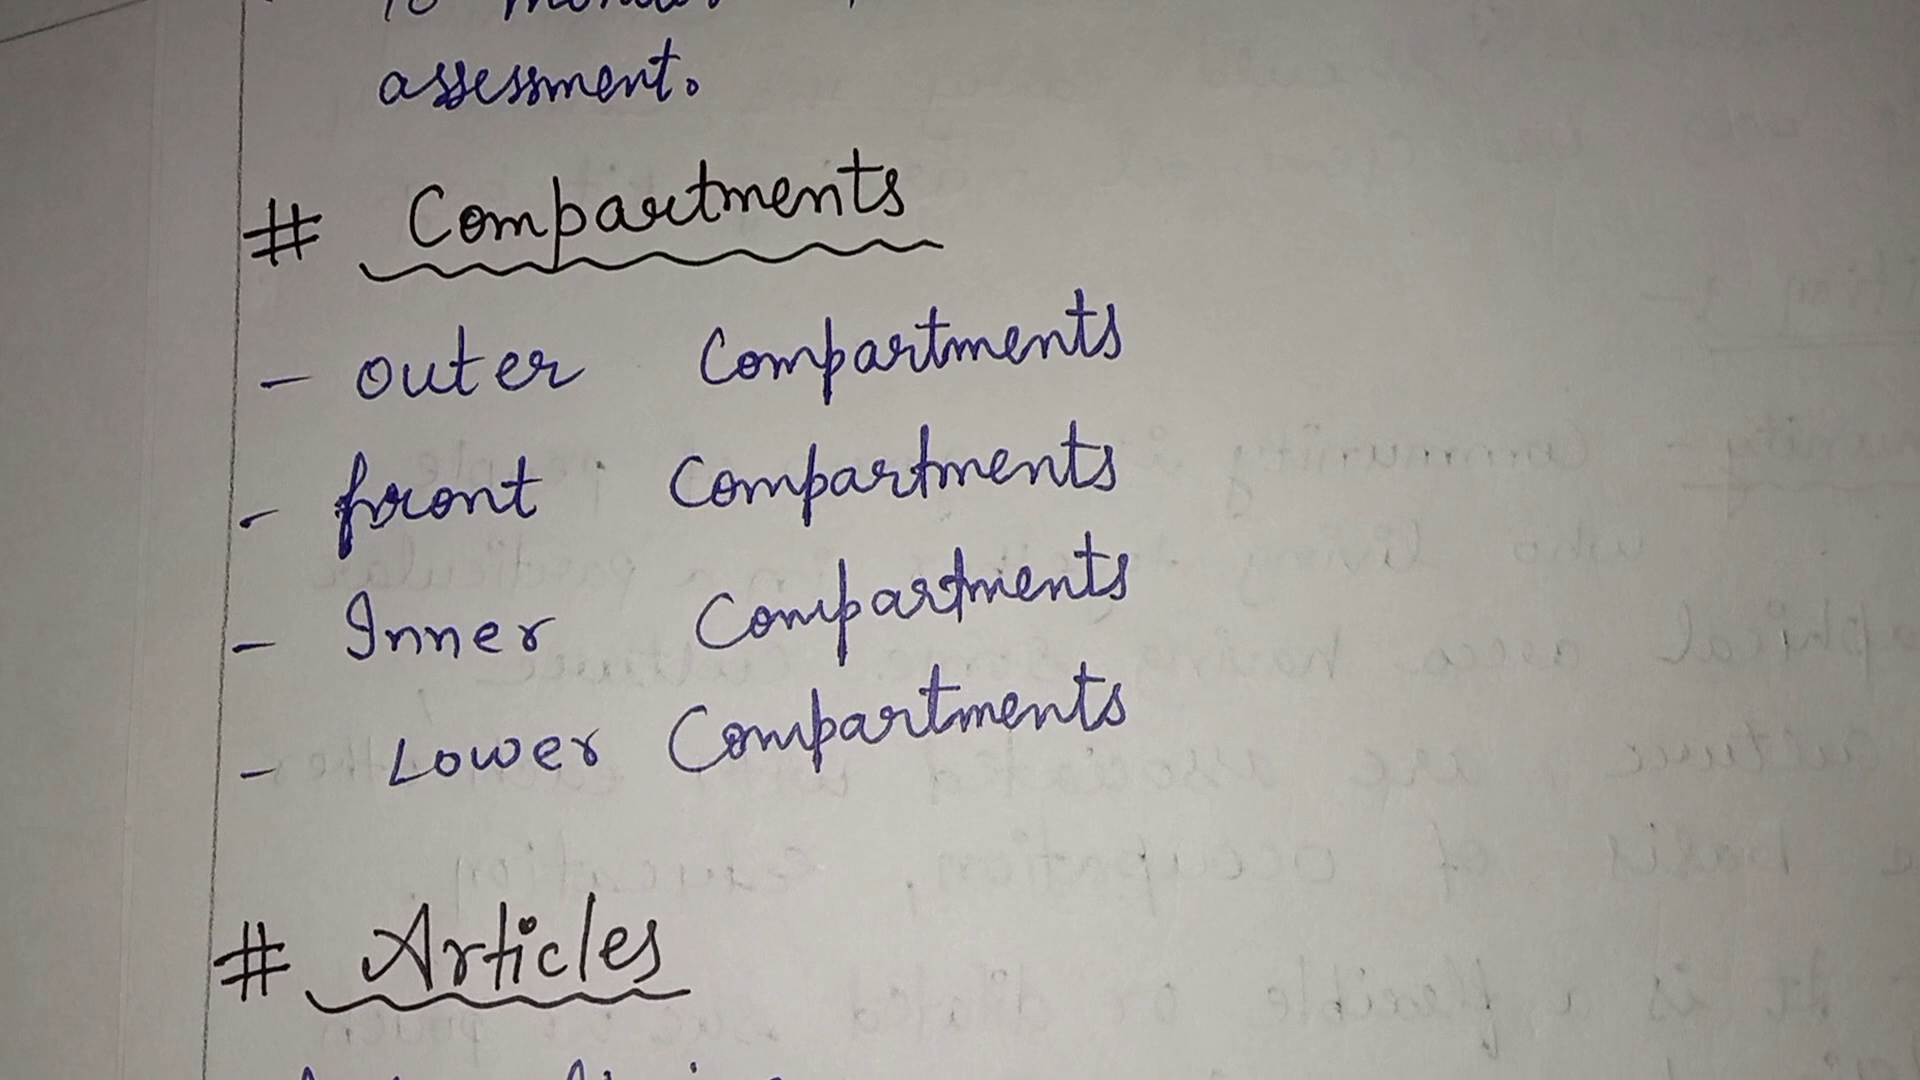 assessment.
# Compartments
- outer Compartments
- front Compartments
- Inner Compartments
- Lower Compartments
# Articles